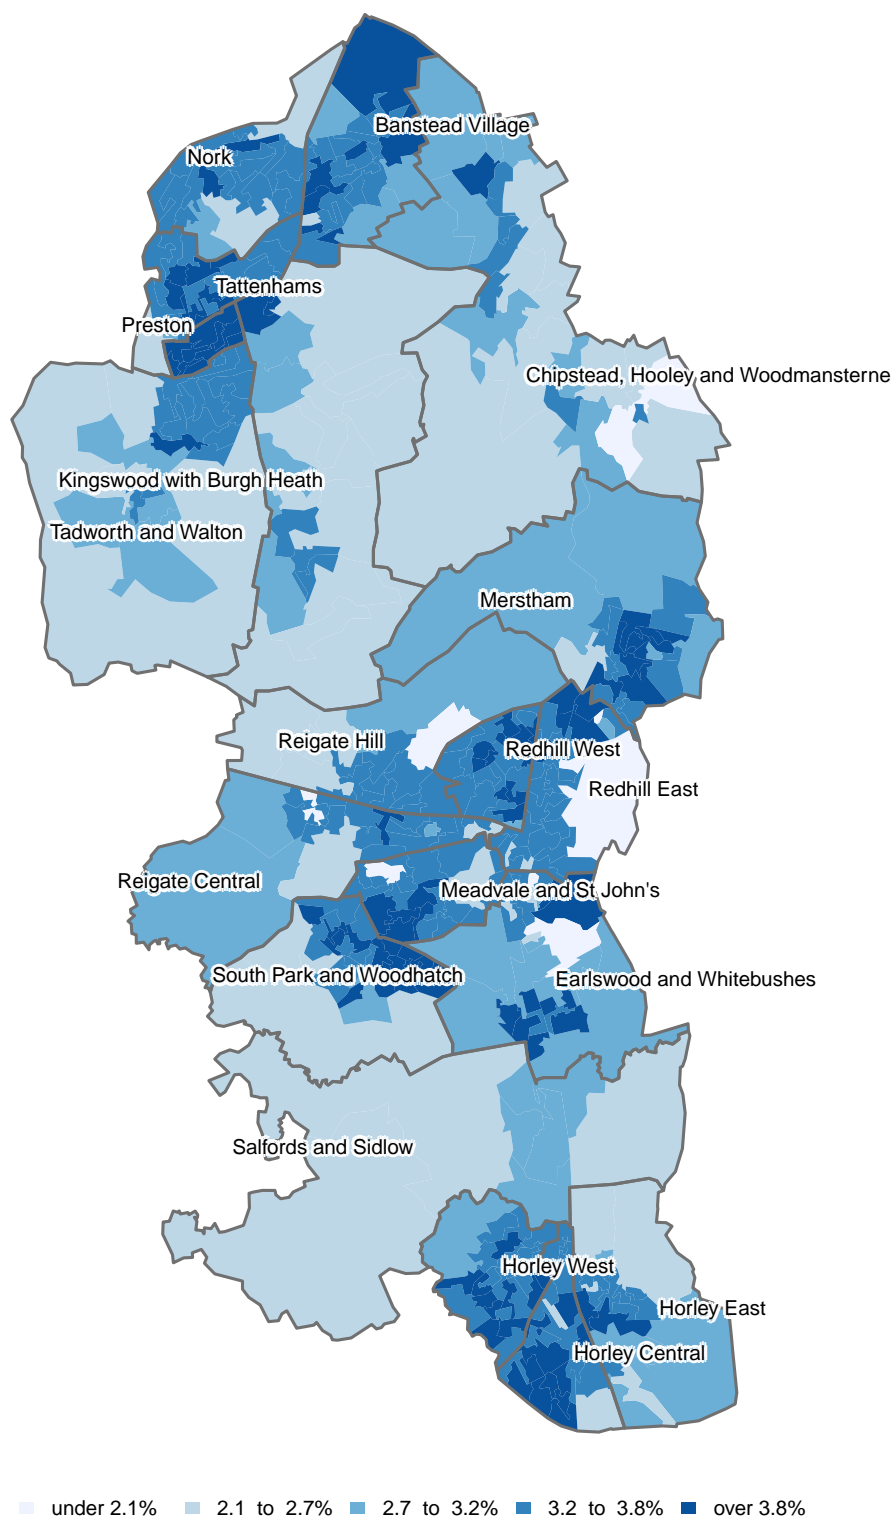 Banstead Village
Nork
Tattenhams
Preston
Chipstead, Hooley and Woodmansterne
Kingswood with Burgh Heath
Tadworth and Walton
Merstham
Reigate Hill
Redhill West
Redhill East
Reigate Central
Meadvale and St John's
South Park and Woodhatch
Earlswood and Whitebushes
Salfords and Sidlow
Horley West
Horley East
Horley Central
under 2.1% 2.1 to 2.7% 2.7 to 3.2% 3.2 to 3.8% over 3.8%